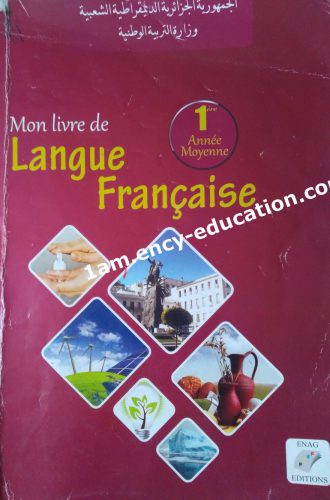 الجمهورية الجزائرية الديمقراطية الشعبية
وزارة التربية الوطنية
Mon livre de
Langue
Française
1ère
Année
Moyenne
1am.ency-education.com
ENAG
EDITIONS